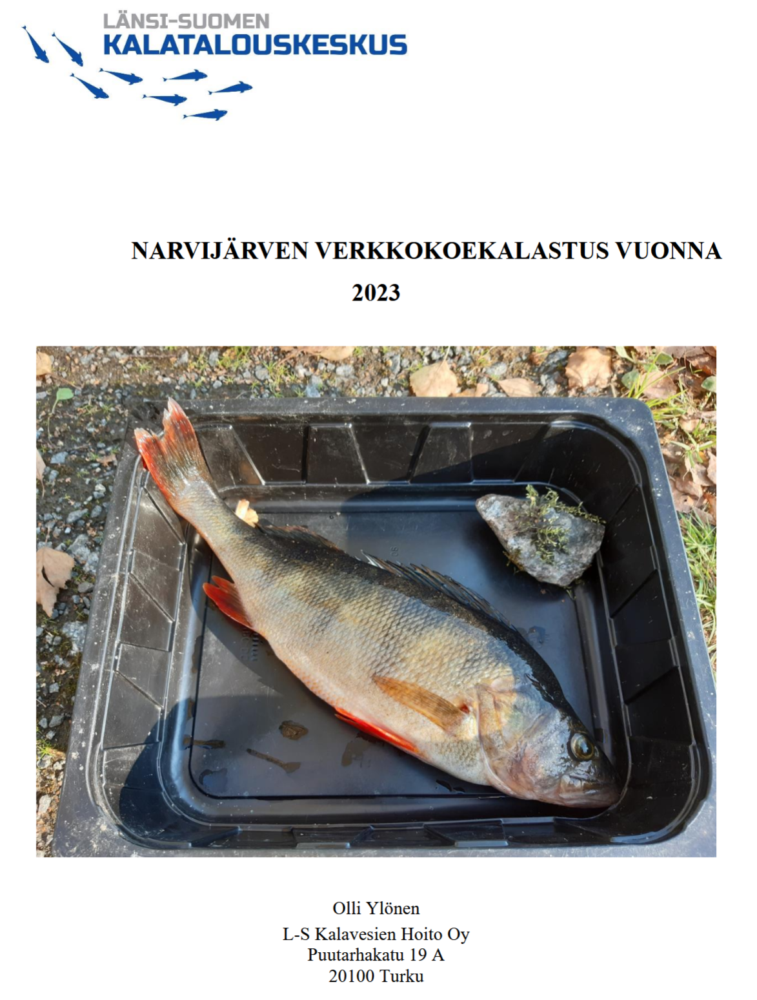 LÄNSI-SUOMEN
KALATALOUSKESKUS
NARVIJÄRVEN VERKKOKOEKALASTUS VUONNA
2023
Olli Ylönen
L-S Kalavesien Hoito Oy
Puutarhakatu 19 A
20100 Turku